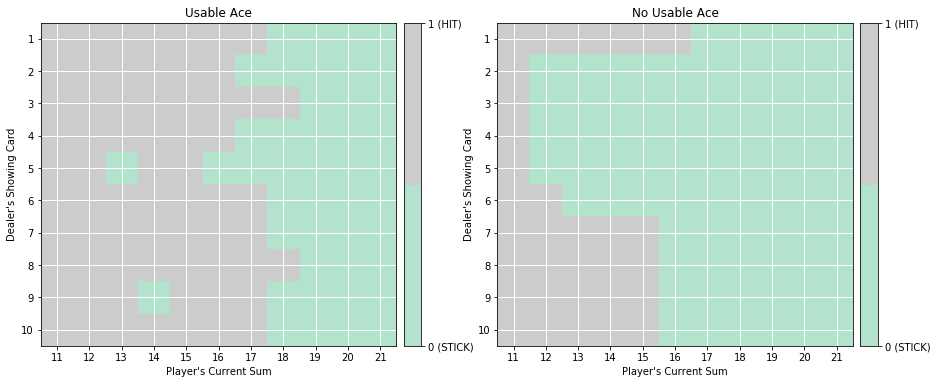 Usable Ace
1 (HIT)
1
2
3
4
5
6
7
8
9
10
Dealer's Showing Card
11 12 13 14 15 16 17 18 19 20 21
Player's Current Sum
0 (STICK)
No Usable Ace
1 (HIT)
1
2
3
4
5
6
7
8
9
10
Dealer's Showing Card
11 12 13 14 15 16 17 18 19 20 21
Player's Current Sum
0 (STICK)